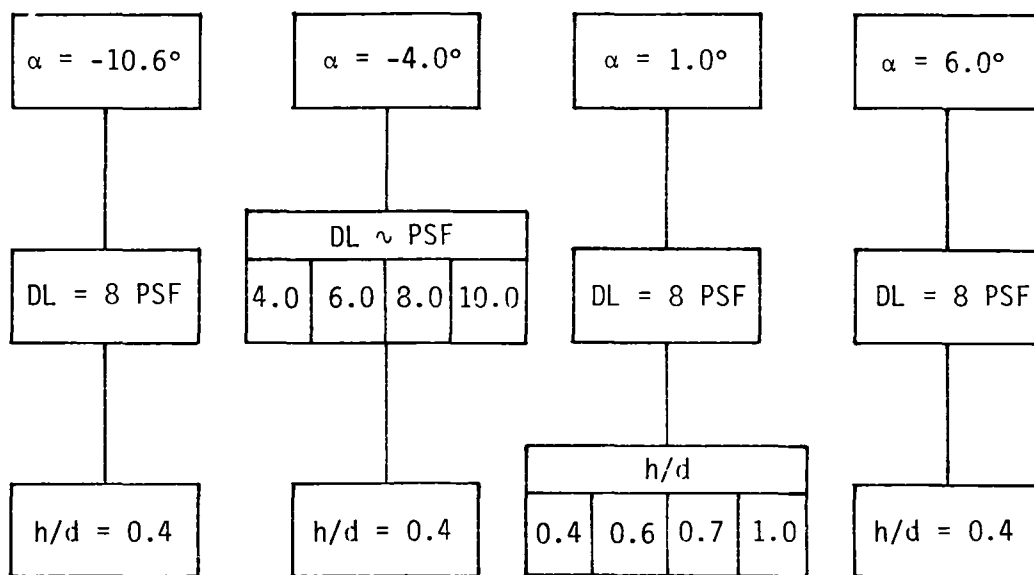 α = -10.6°
α = -4.0°
α = 1.0°
α = 6.0°
DL ∿ PSF
DL = 8 PSF
4.0 6.0 8.0 10.0
DL = 8 PSF
DL = 8 PSF
h/d
h/d = 0.4
h/d = 0.4
0.4 0.6 0.7 1.0
h/d = 0.4